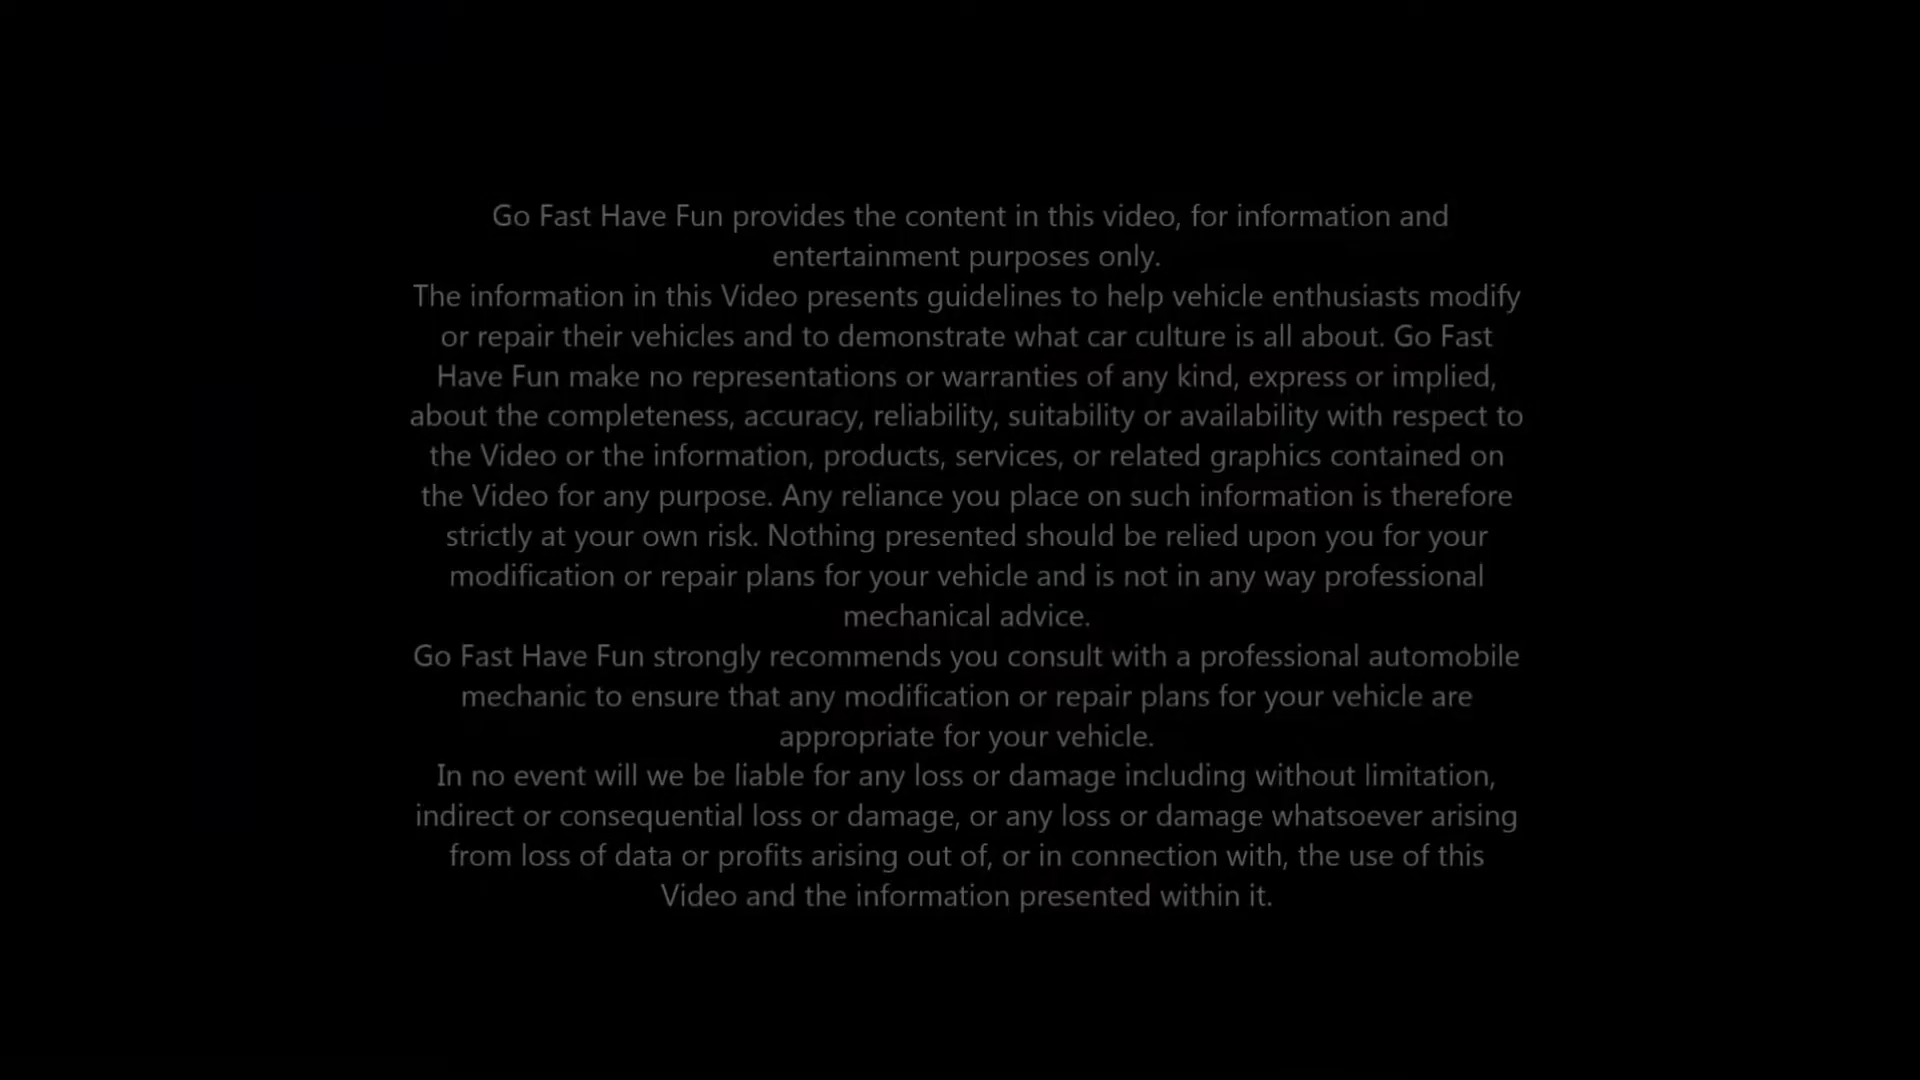 Go Fast Have Fun provides the content in this video, for information and
entertainment purposes only.
The information in this Video presents guidelines to help vehicle enthusiasts modify
or repair their vehicles and to demonstrate what car culture is all about. Go Fast
Have Fun make no representations or warranties of any kind, express or implied,
about the completeness, accuracy, reliability, suitability or availability with respect to
the Video or the information, products, services, or related graphics contained on
the Video for any purpose. Any reliance you place on such information is therefore
strictly at your own risk. Nothing presented should be relied upon you for your
modification or repair plans for your vehicle and is not in any way professional
mechanical advice.
Go Fast Have Fun strongly recommends you consult with a professional automobile
mechanic to ensure that any modification or repair plans for your vehicle are
appropriate for your vehicle.
In no event will we be liable for any loss or damage including without limitation,
indirect or consequential loss or damage, or any loss or damage whatsoever arising
from loss of data or profits arising out of, or in connection with, the use of this
Video and the information presented within it.